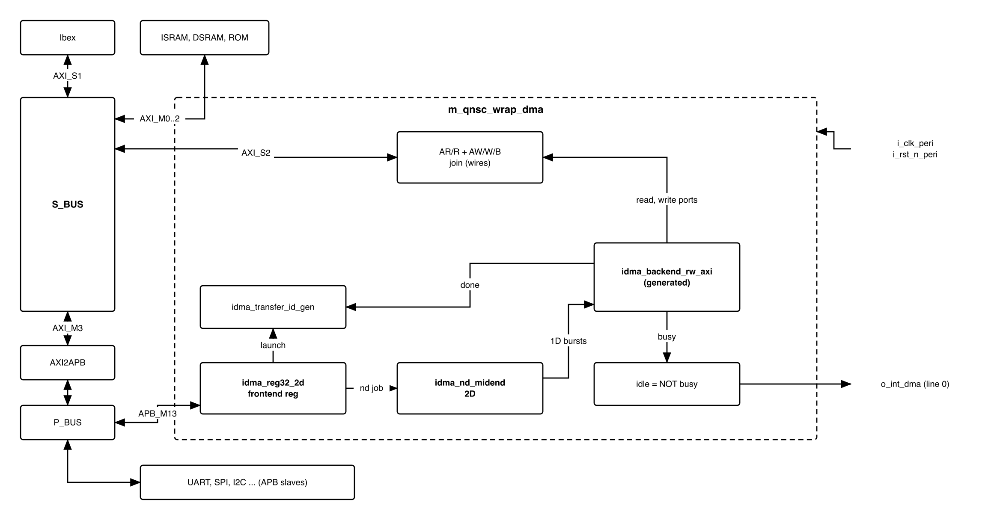 Ibex
ISRAM, DSRAM, ROM
AXI_S1
m_qnsc_wrap_dma
AXI_M0..2
AXI_S2
AR/R + AW/W/B
join (wires)
i_clk_peri
i_rst_n_peri
S_BUS
read, write ports
idma_backend_rw_axi
(generated)
done
idma_transfer_id_gen
AXI_M3
launch
1D bursts
busy
AXI2APB
idma_reg32_2d
frontend reg
nd job
idma_nd_midend
2D
idle = NOT busy
o_int_dma (line 0)
APB_M13
P_BUS
UART, SPI, I2C ... (APB slaves)